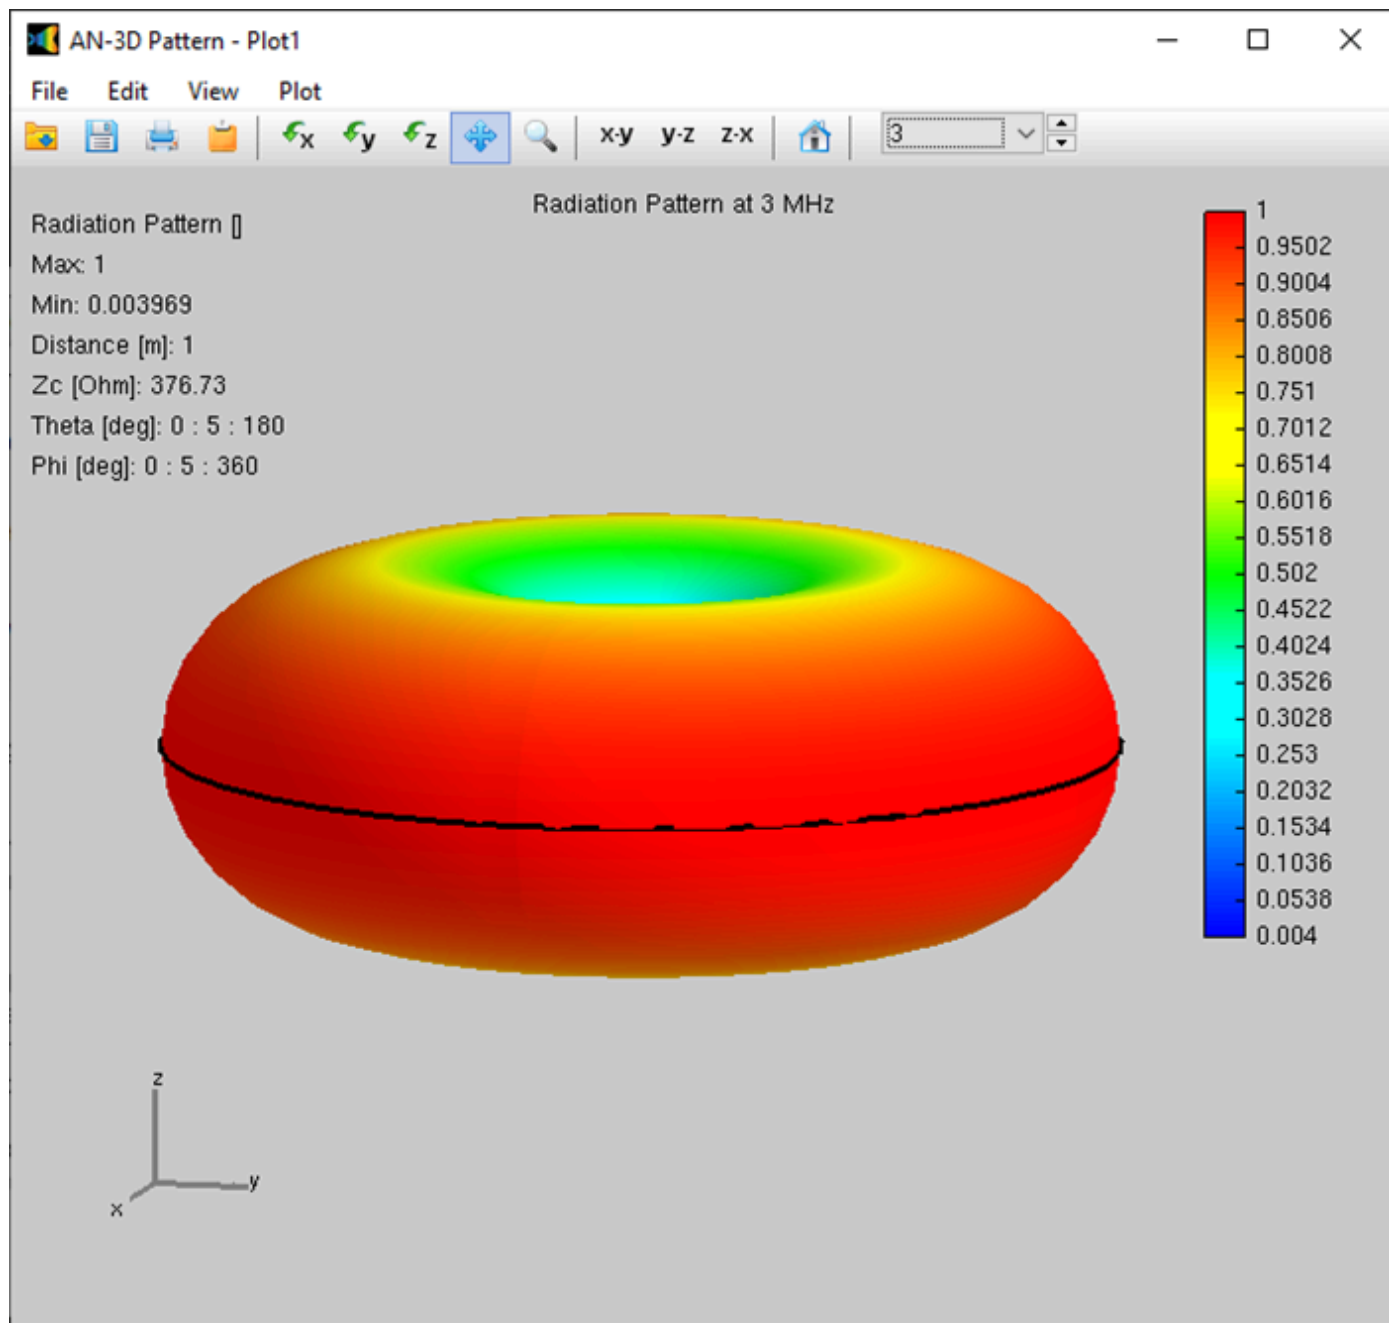 AN-3D Pattern - Plot1
File Edit View Plot
x y z x-y y-z z-x 3
Radiation Pattern at 3 MHz
Radiation Pattern []
Max: 1
Min: 0.003969
Distance [m]: 1
Zc [Ohm]: 376.73
Theta [deg]: 0 : 5 : 180
Phi [deg]: 0 : 5 : 360
1
0.9502
0.9004
0.8506
0.8008
0.751
0.7012
0.6514
0.6016
0.5518
0.502
0.4522
0.4024
0.3526
0.3028
0.253
0.2032
0.1534
0.1036
0.0538
0.004
z
y
x